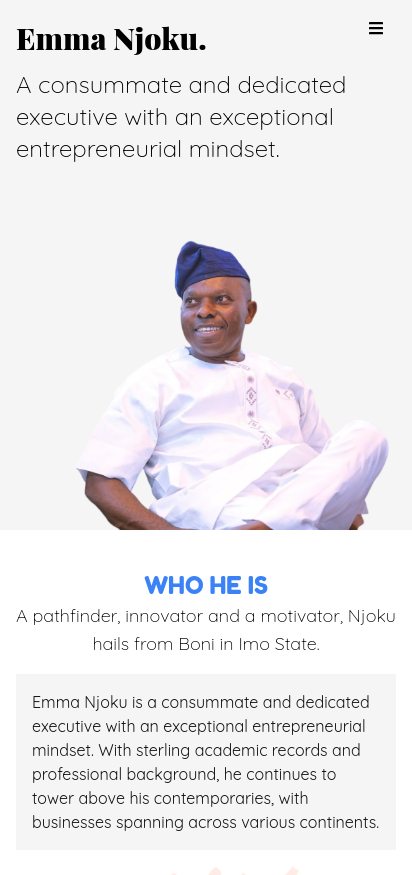 Emma Njoku.
A consummate and dedicated
executive with an exceptional
entrepreneurial mindset.
WHO HE IS
A pathfinder, innovator and a motivator, Njoku
hails from Boni in Imo State.
Emma Njoku is a consummate and dedicated
executive with an exceptional entrepreneurial
mindset. With sterling academic records and
professional background, he continues to
tower above his contemporaries, with
businesses spanning across various continents.